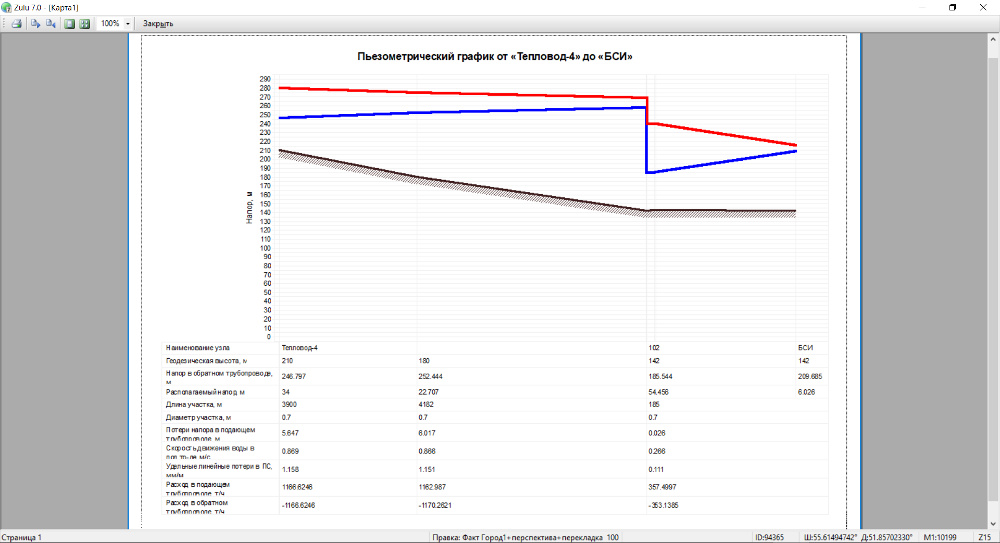 Zulu 7.0 - [Карта1]
100% Закрыть
Пьезометрический график от «Тепловод-4» до «БСИ»
290
280
270
260
250
240
230
220
210
200
190
180
170
160
150
140
130
120
110
100
90
80
70
60
50
40
30
20
10
0
Напор, м
Наименование узла Тепловод-4 102 БСИ
Геодезическая высота, м 210 180 142 142
Напор в обратном трубопроводе, м 246.797 252.444 185.544 209.685
Располагаемый напор, м 34 22.707 54.456 6.026
Длина участка, м 3900 4182 185
Диаметр участка, м 0.7 0.7 0.7
Потери напора в подающем трубопроводе, м 5.647 6.017 0.026
Скорость движения воды в под.тр-де, м/с 0.869 0.866 0.266
Удельные линейные потери в ПС, мм/м 1.158 1.151 0.111
Расход в подающем трубопроводе, т/ч 1166.6246 1162.987 357.4997
Расход в обратном трубопроводе, т/ч -1166.6246 -1170.2621 -353.1385
Страница 1 Правка: Факт Город1+перспектива+перекладка 100 ID:94365 Ш:55.61494742° Д:51.85702330° М1:10199 Z15